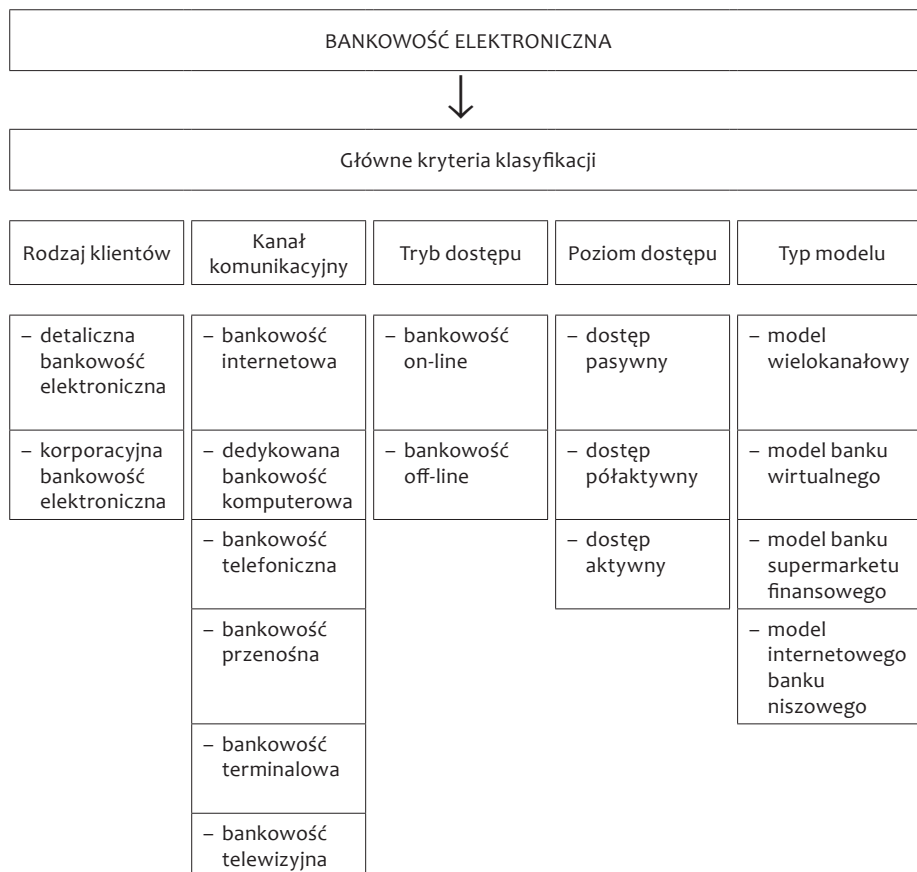 BANKOWOŚĆ ELEKTRONICZNA
Główne kryteria klasyfikacji
Rodzaj klientów
Kanał
komunikacyjny
Tryb dostępu
Poziom dostępu
Typ modelu
– detaliczna
bankowość
elektroniczna
– korporacyjna
bankowość
elektroniczna
– bankowość
internetowa
– dedykowana
bankowość
komputerowa
– bankowość
telefoniczna
– bankowość
przenośna
– bankowość
terminalowa
– bankowość
telewizyjna
– bankowość
on-line
– bankowość
off-line
– dostęp
pasywny
– dostęp
półaktywny
– dostęp
aktywny
– model
wielokanałowy
– model banku
wirtualnego
– model banku
supermarketu
finansowego
– model
internetowego
banku
niszowego